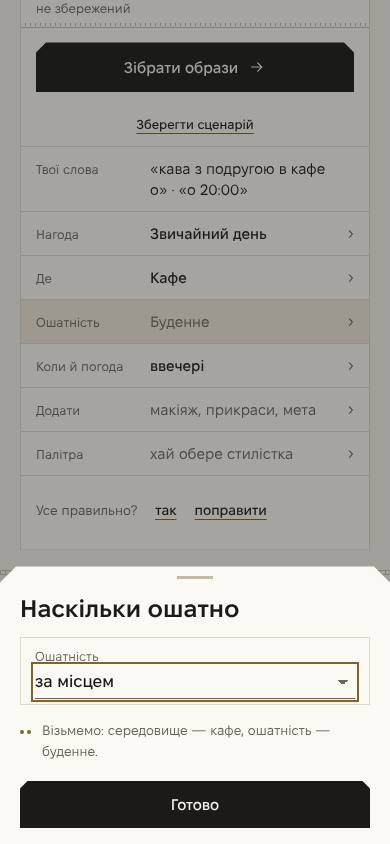 не збережений
Зібрати образи →
Зберегти сценарій
Твої слова «кава з подругою в кафе
о» · «о 20:00»
Нагода Звичайний день
Де Кафе
Ошатність Буденне
Коли й погода ввечері
Додати макіяж, прикраси, мета
Палітра хай обере стилістка
Усе правильно? так поправити
Наскільки ошатно
Ошатність
за місцем
Візьмемо: середовище — кафе, ошатність —
буденне.
Готово